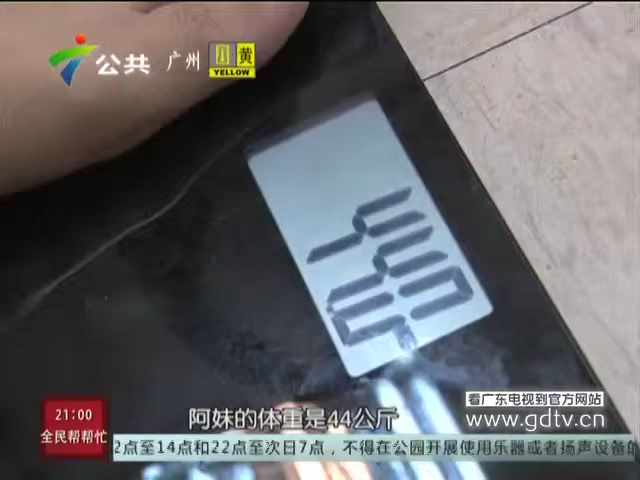 公共 广州 黄
YELLOW
看广东电视到官方网站
www.gdtv.cn
21:00
全民帮帮忙
阿妹的体重是44公斤
2点至14点和22点至次日7点，不得在公园开展使用乐器或者扬声设备的